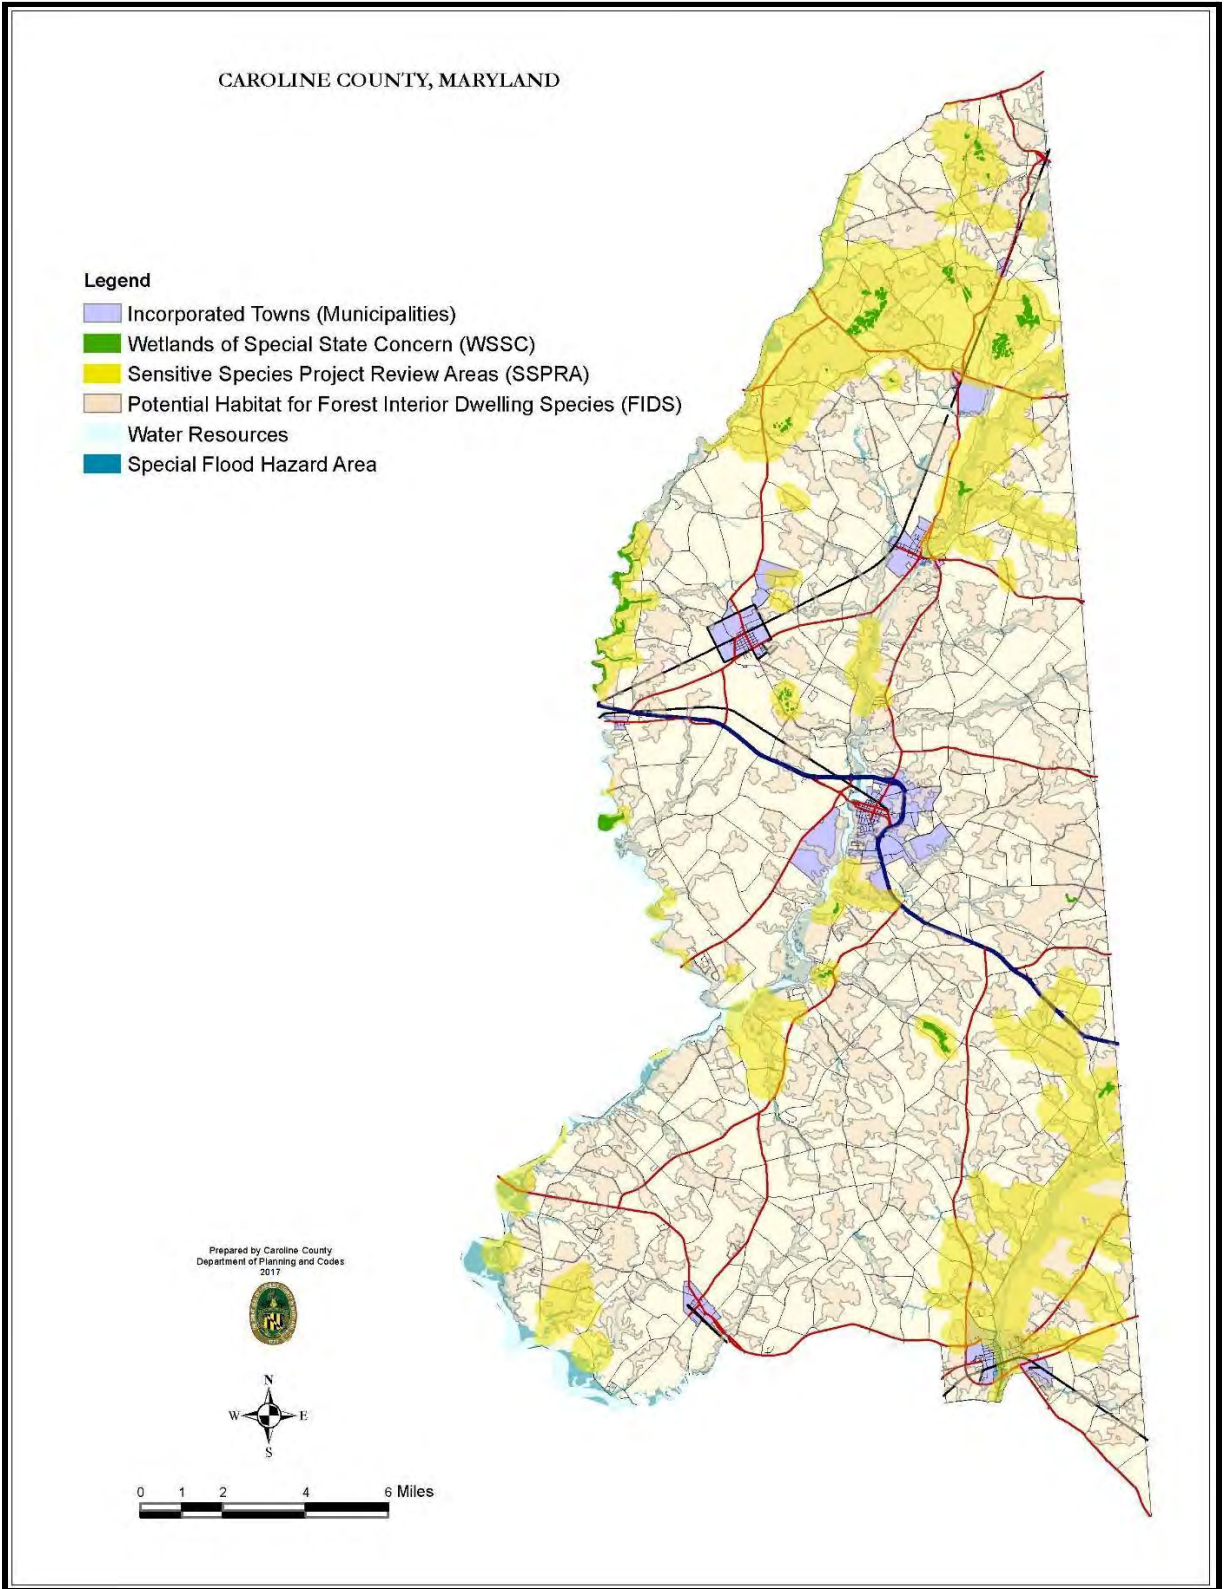 CAROLINE COUNTY, MARYLAND
Legend
Incorporated Towns (Municipalities)
Wetlands of Special State Concern (WSSC)
Sensitive Species Project Review Areas (SSPRA)
Potential Habitat for Forest Interior Dwelling Species (FIDS)
Water Resources
Special Flood Hazard Area
Prepared by Caroline County
Department of Planning and Codes
2017
N
W E
S
0 1 2 4 6 Miles